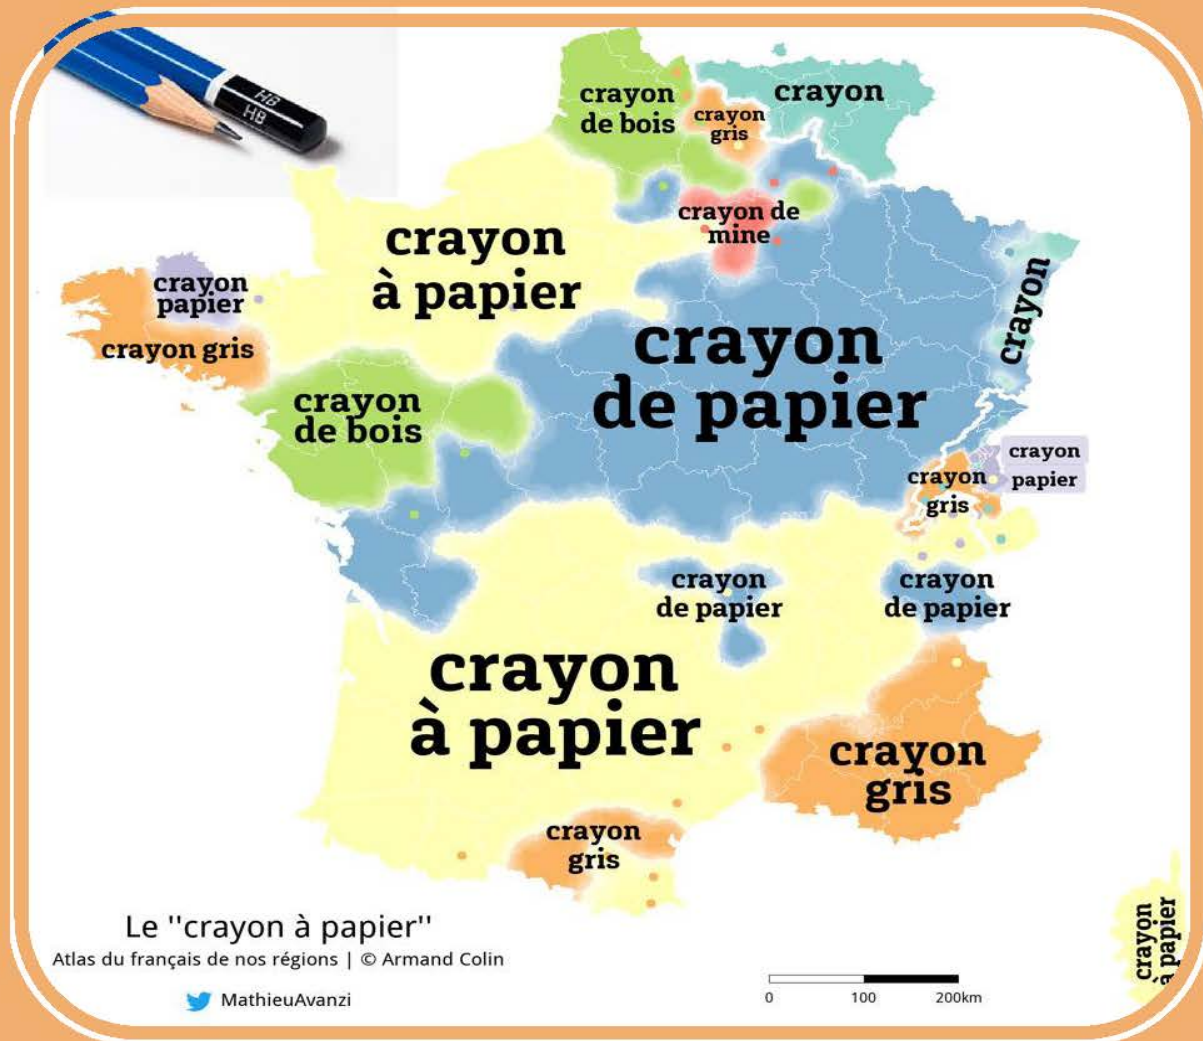 HB
HB
crayon
de bois
crayon
gris
crayon
crayon de
mine
crayon
à papier
crayon
papier
crayon gris
crayon
de bois
crayon
de papier
crayon
crayon
gris
crayon
papier
crayon
de papier
crayon
de papier
crayon
à papier
crayon
gris
crayon
gris
crayon
à papier
Le ''crayon à papier''
Atlas du français de nos régions | © Armand Colin
MathieuAvanzi
0 100 200km